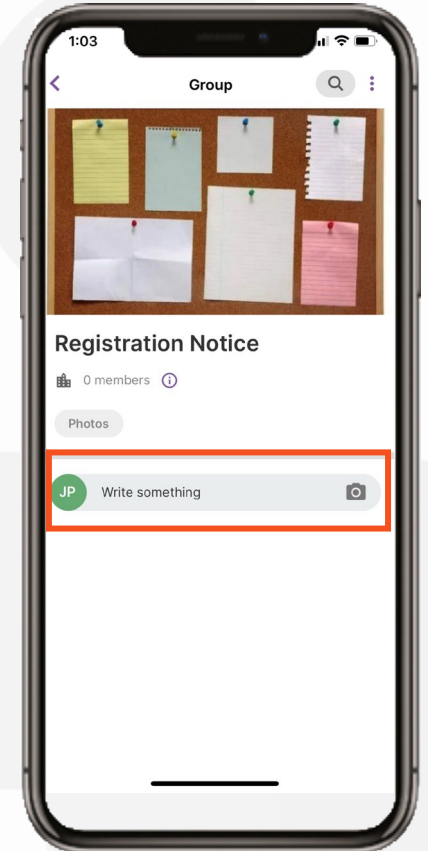 1:03
Group
Registration Notice
0 members
Photos
JP Write something